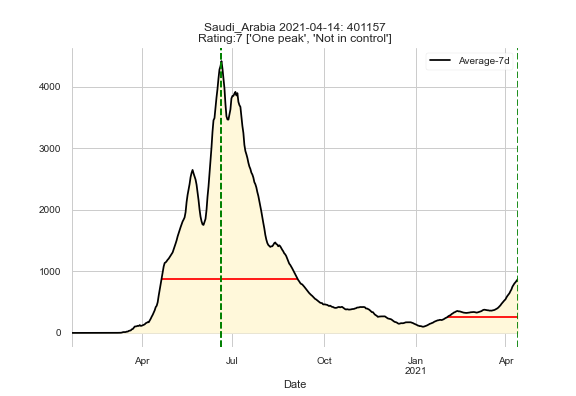 Saudi_Arabia 2021-04-14: 401157
Rating:7 ['One peak', 'Not in control']
Average-7d
4000
3000
2000
1000
0
Apr
Jul
Oct
Jan
2021
Apr
Date